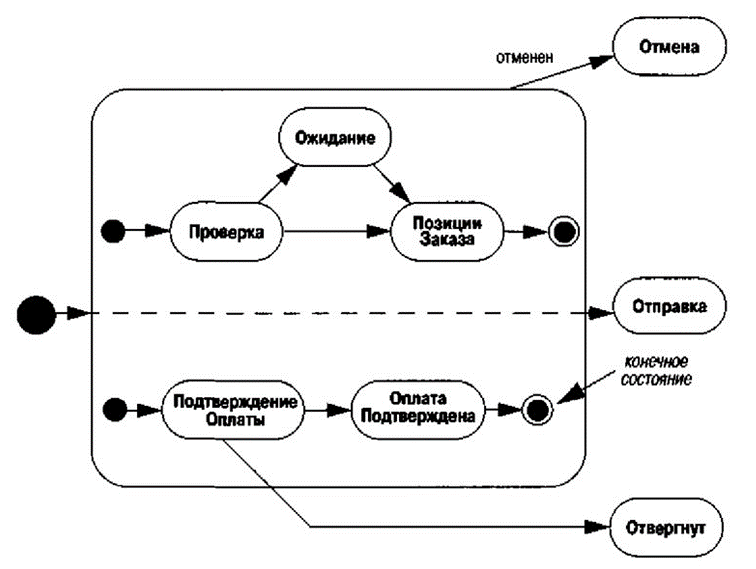 Отмена
отменен
Ожидание
Проверка
Позиции
Заказа
Отправка
конечное
состояние
Подтверждение
Оплаты
Оплата
Подтверждена
Отвергнут